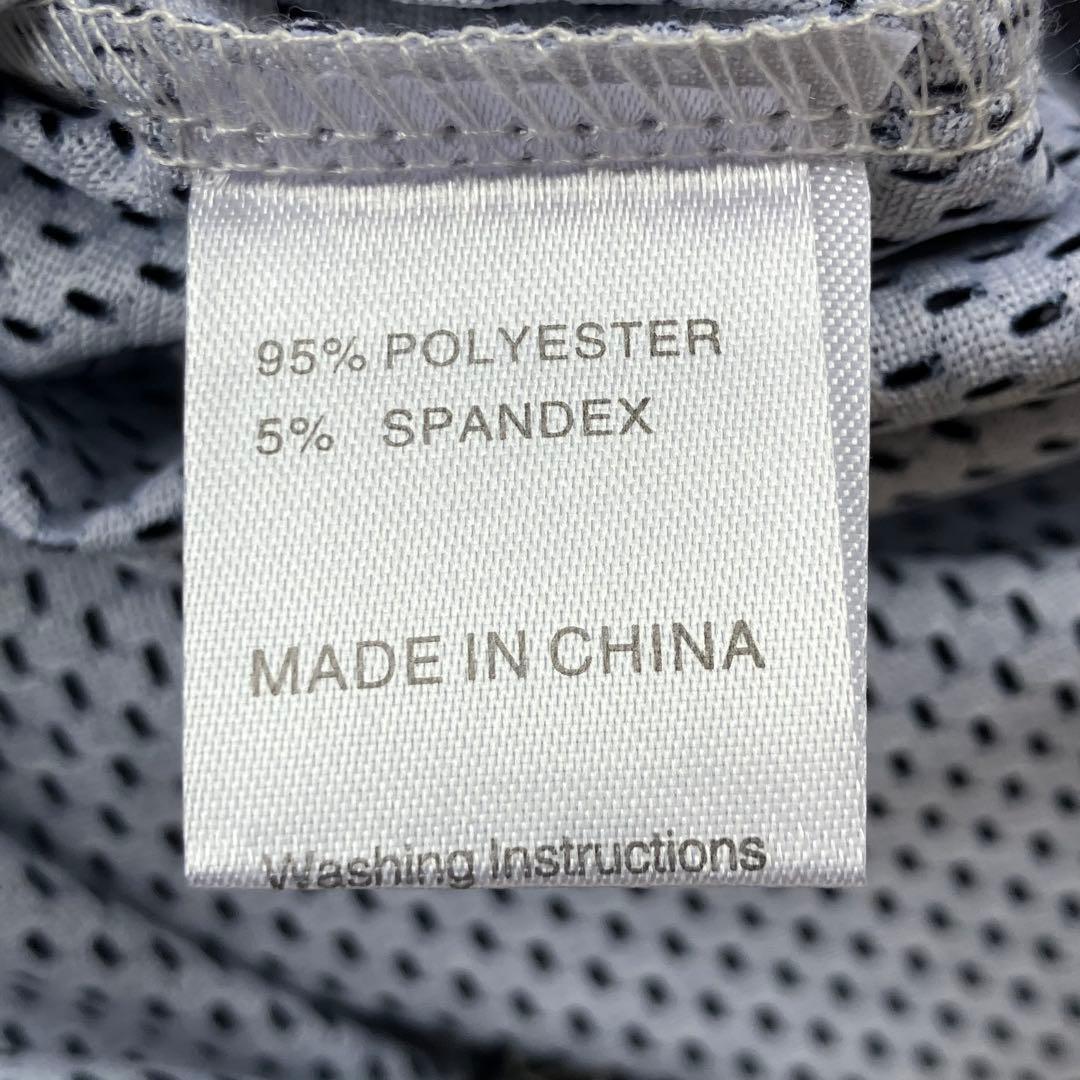 95% POLYESTER
5% SPANDEX
MADE IN CHINA
Washing Instructions